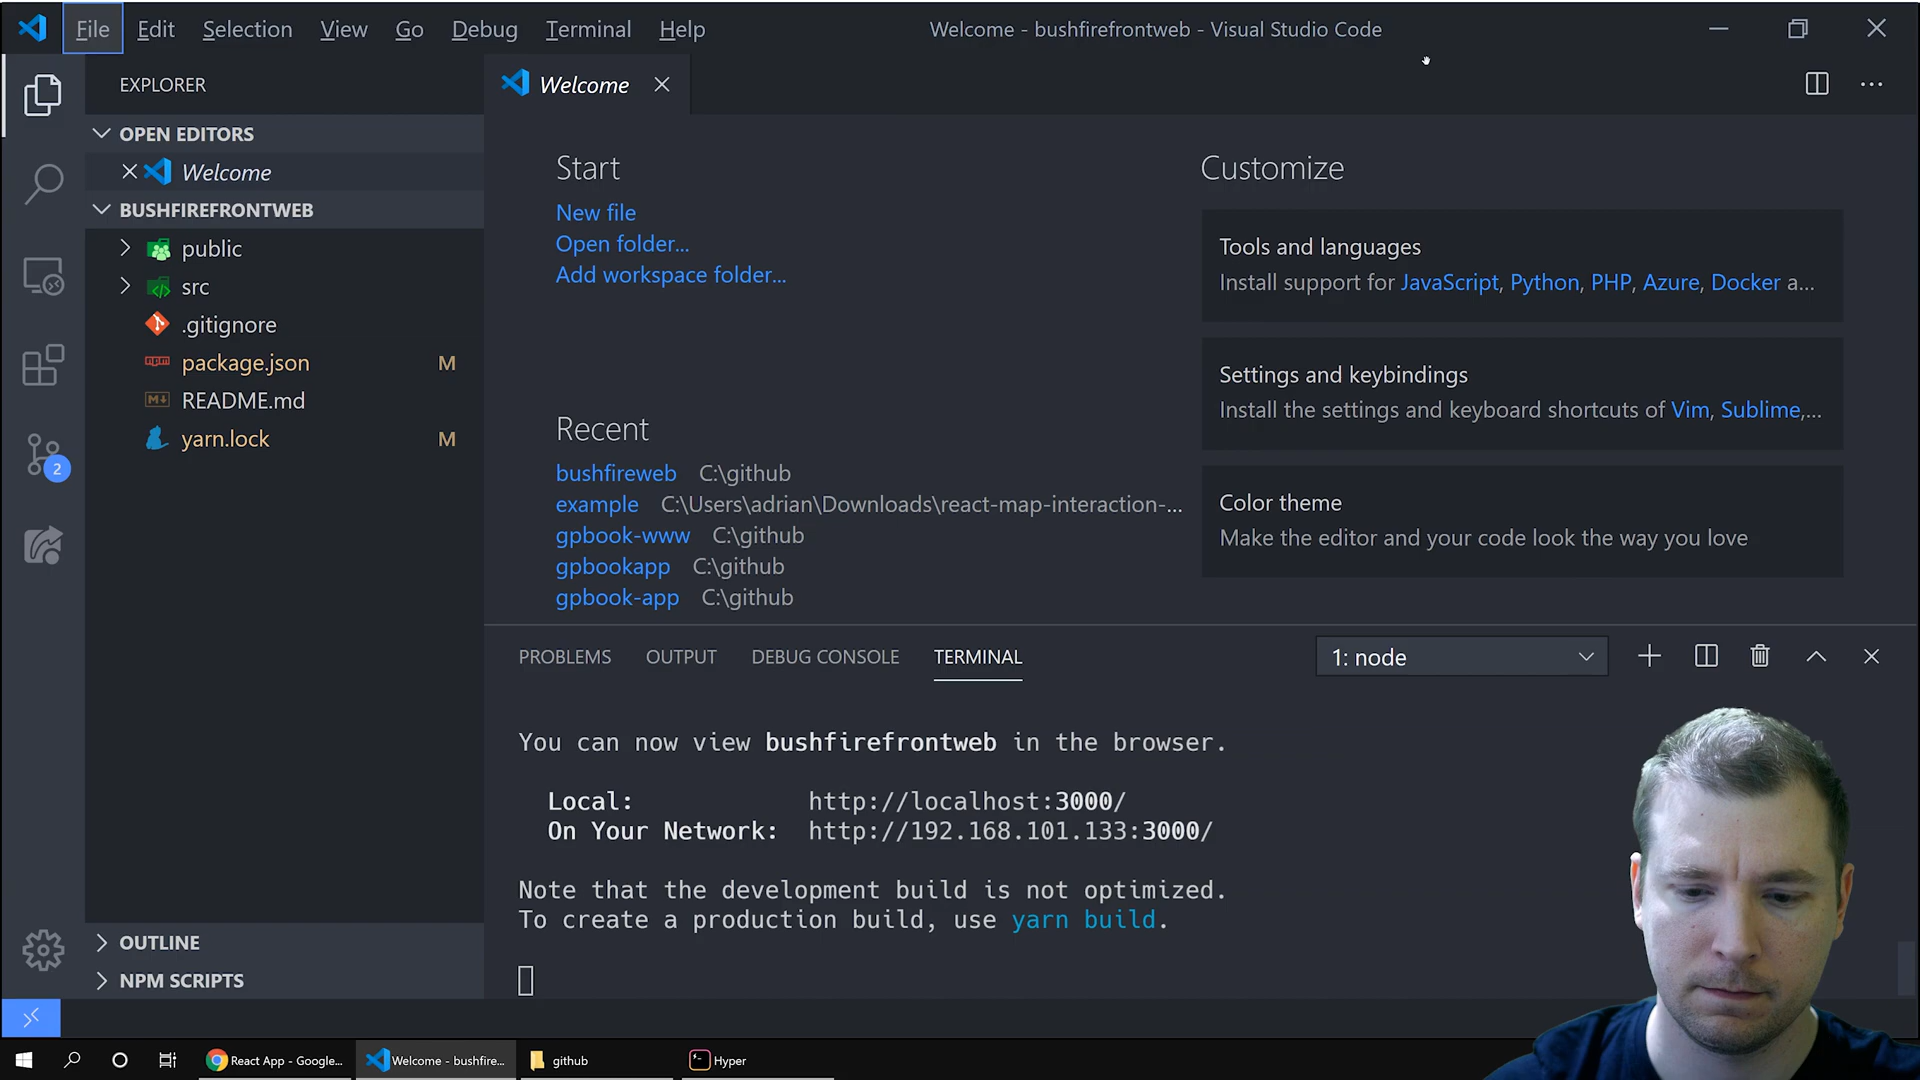 File Edit Selection View Go Debug Terminal Help Welcome - bushfirefrontweb - Visual Studio Code
EXPLORER
OPEN EDITORS
Welcome
BUSHFIREFRONTWEB
public
src
.gitignore
package.json M
README.md
yarn.lock M
OUTLINE
NPM SCRIPTS
2
Welcome
Start
New file
Open folder...
Add workspace folder...
Recent
bushfireweb C:\github
example C:\Users\adrian\Downloads\react-map-interaction-...
gpbook-www C:\github
gpbookapp C:\github
gpbook-app C:\github
Customize
Tools and languages
Install support for JavaScript, Python, PHP, Azure, Docker a...
Settings and keybindings
Install the settings and keyboard shortcuts of Vim, Sublime,...
Color theme
Make the editor and your code look the way you love
PROBLEMS OUTPUT DEBUG CONSOLE TERMINAL 1: node
You can now view bushfirefrontweb in the browser.
Local: http://localhost:3000/
On Your Network: http://192.168.101.133:3000/
Note that the development build is not optimized.
To create a production build, use yarn build.
React App - Google... Welcome - bushfire... github Hyper